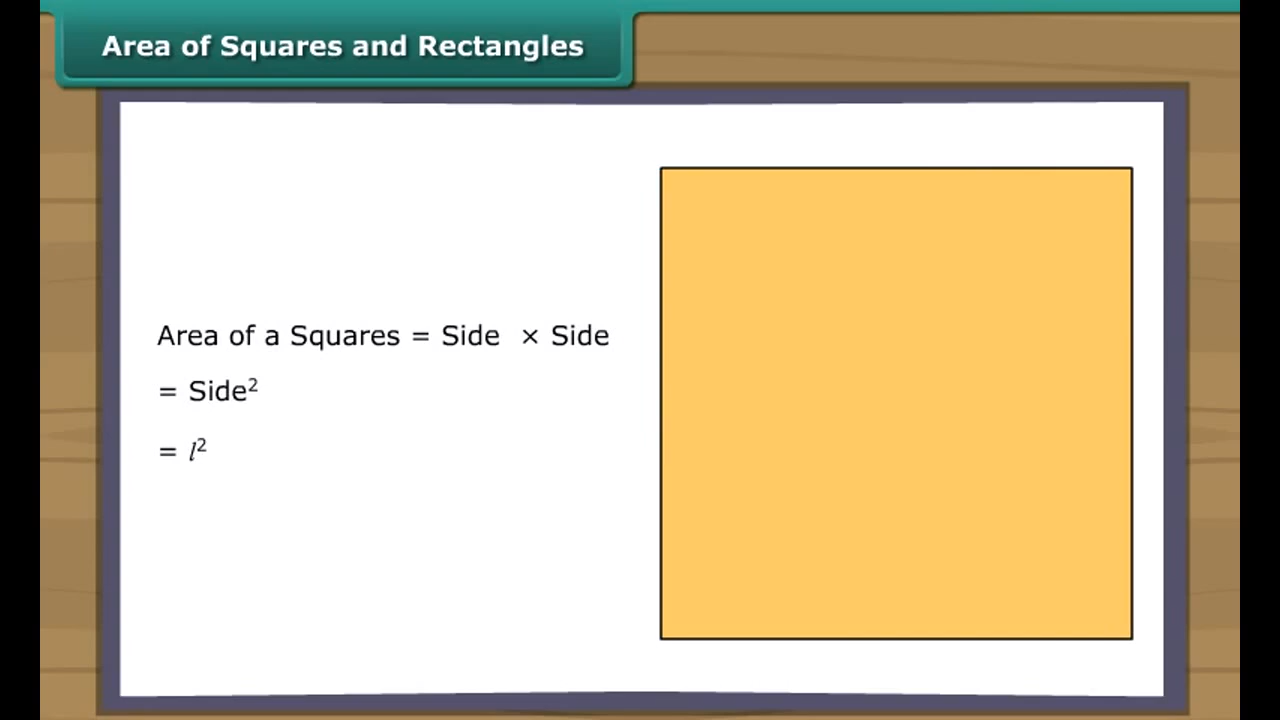 Area of Squares and Rectangles
Area of a Squares = Side × Side
= Side²
= l²